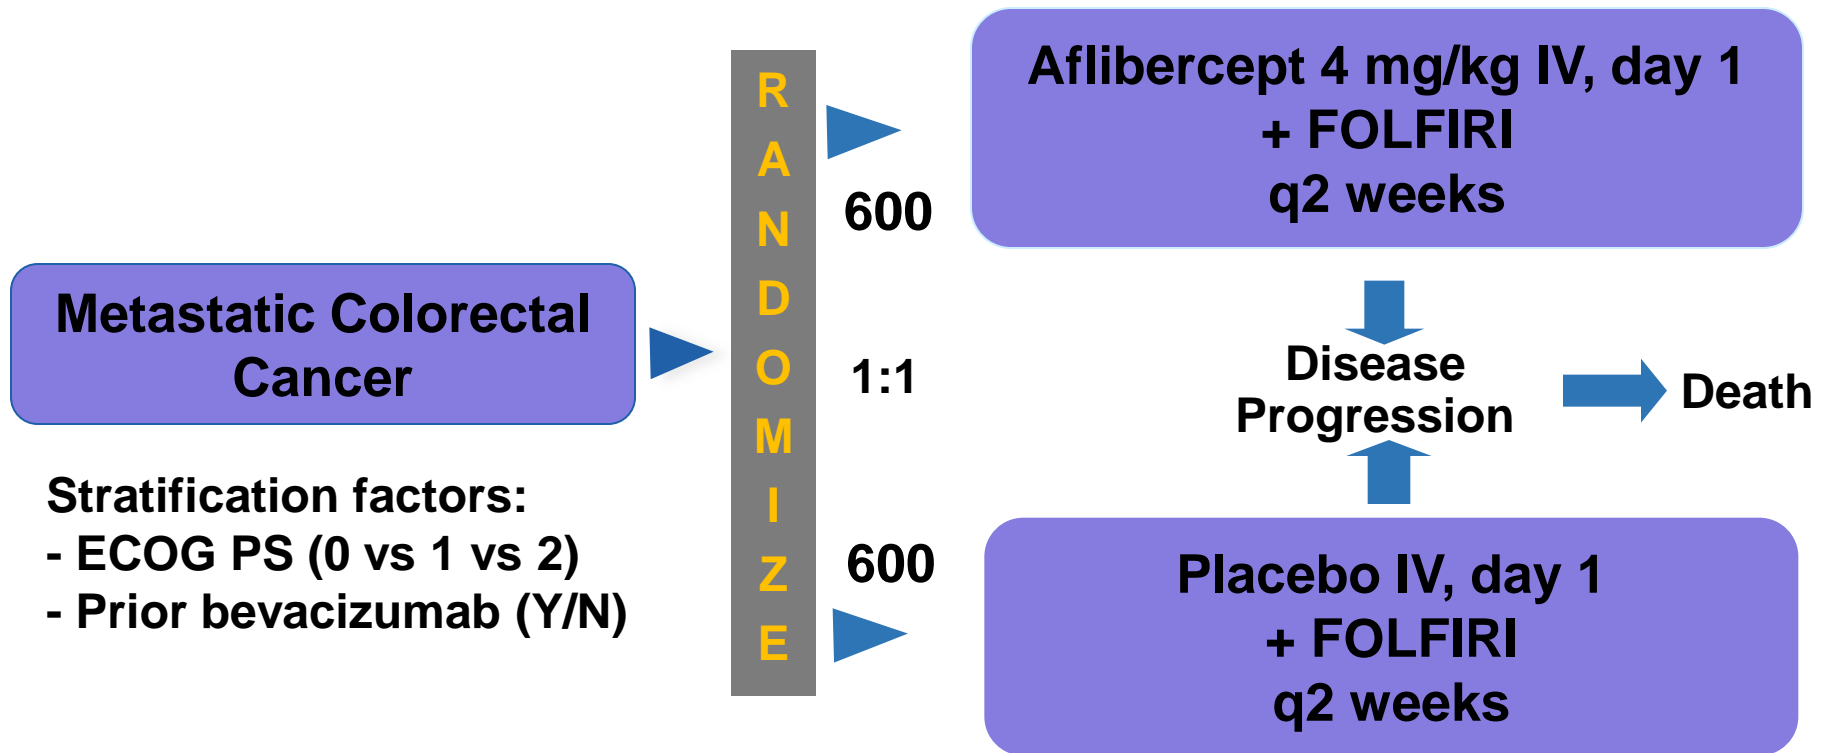 Metastatic Colorectal
Cancer
Stratification factors:
- ECOG PS (0 vs 1 vs 2)
- Prior bevacizumab (Y/N)
R
A
N
D
O
M
I
Z
E
600
1:1
600
Aflibercept 4 mg/kg IV, day 1
+ FOLFIRI
q2 weeks
Disease
Progression
Death
Placebo IV, day 1
+ FOLFIRI
q2 weeks